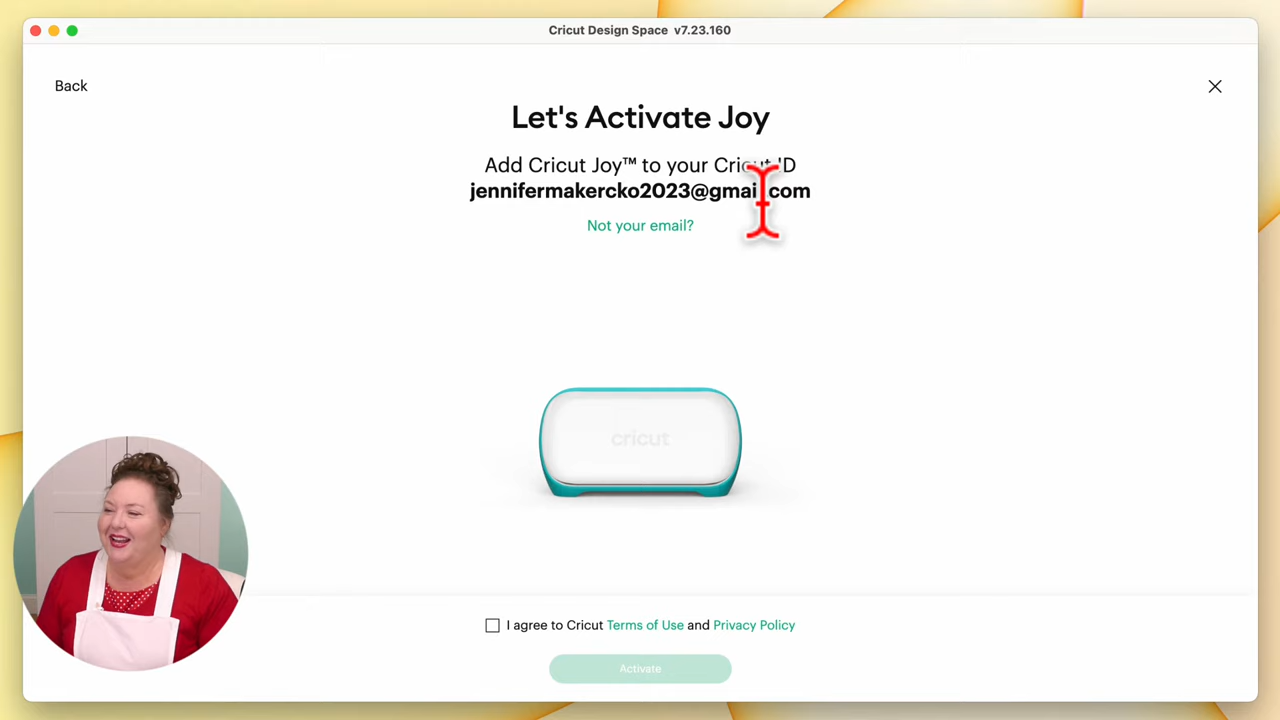 Cricut Design Space v7.23.160
Back
Let's Activate Joy
Add Cricut Joy™ to your Cricut ID
jennifermakercko2023@gmail.com
Not your email?
cricut
I agree to Cricut Terms of Use and Privacy Policy
Activate